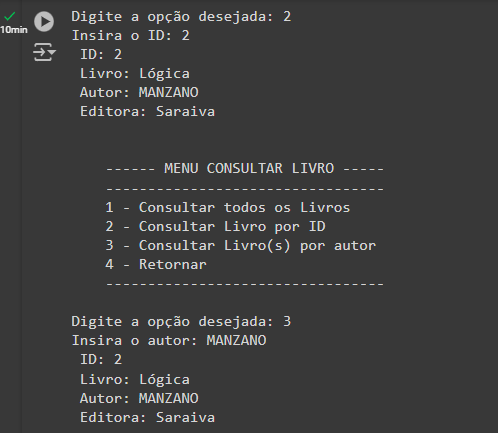 Digite a opção desejada: 2
10min
Insira o ID: 2
ID: 2
Livro: Lógica
Autor: MANZANO
Editora: Saraiva
------ MENU CONSULTAR LIVRO -----
---------------------------------
1 - Consultar todos os Livros
2 - Consultar Livro por ID
3 - Consultar Livro(s) por autor
4 - Retornar
---------------------------------
Digite a opção desejada: 3
Insira o autor: MANZANO
ID: 2
Livro: Lógica
Autor: MANZANO
Editora: Saraiva